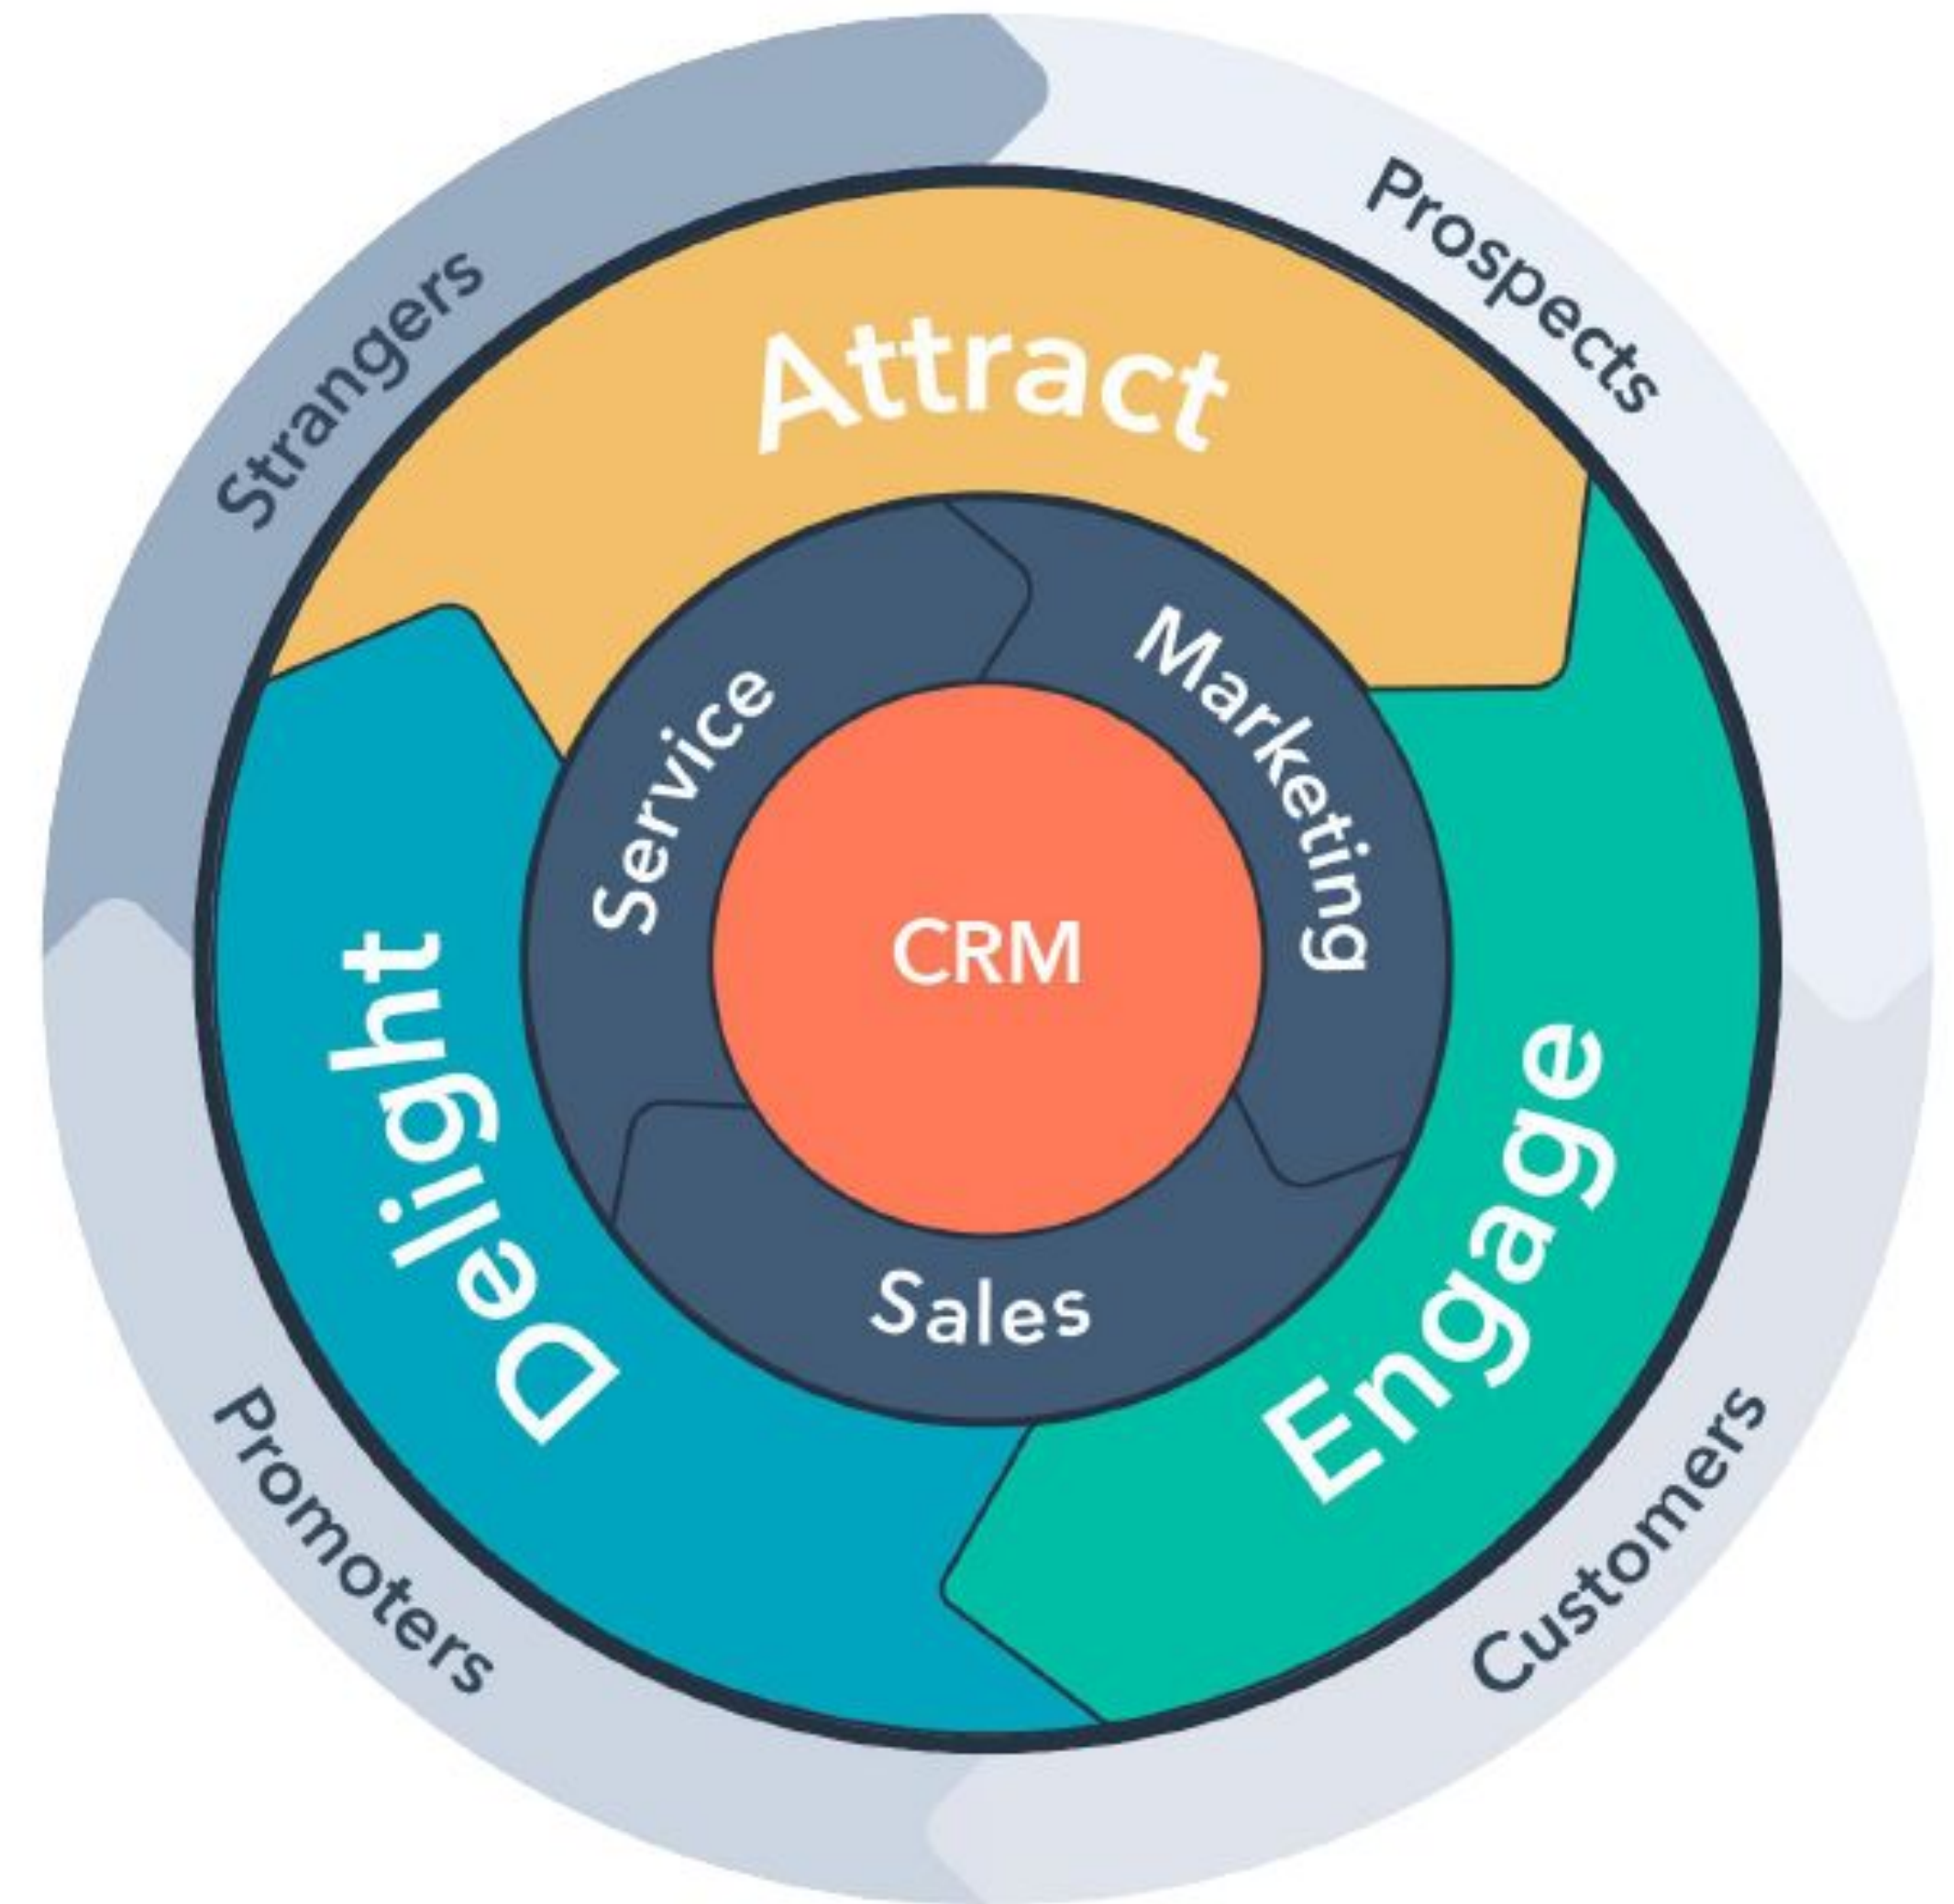 Strangers
Prospects
Attract
Service
Marketing
CRM
Delight
Engage
Sales
Promoters
Customers